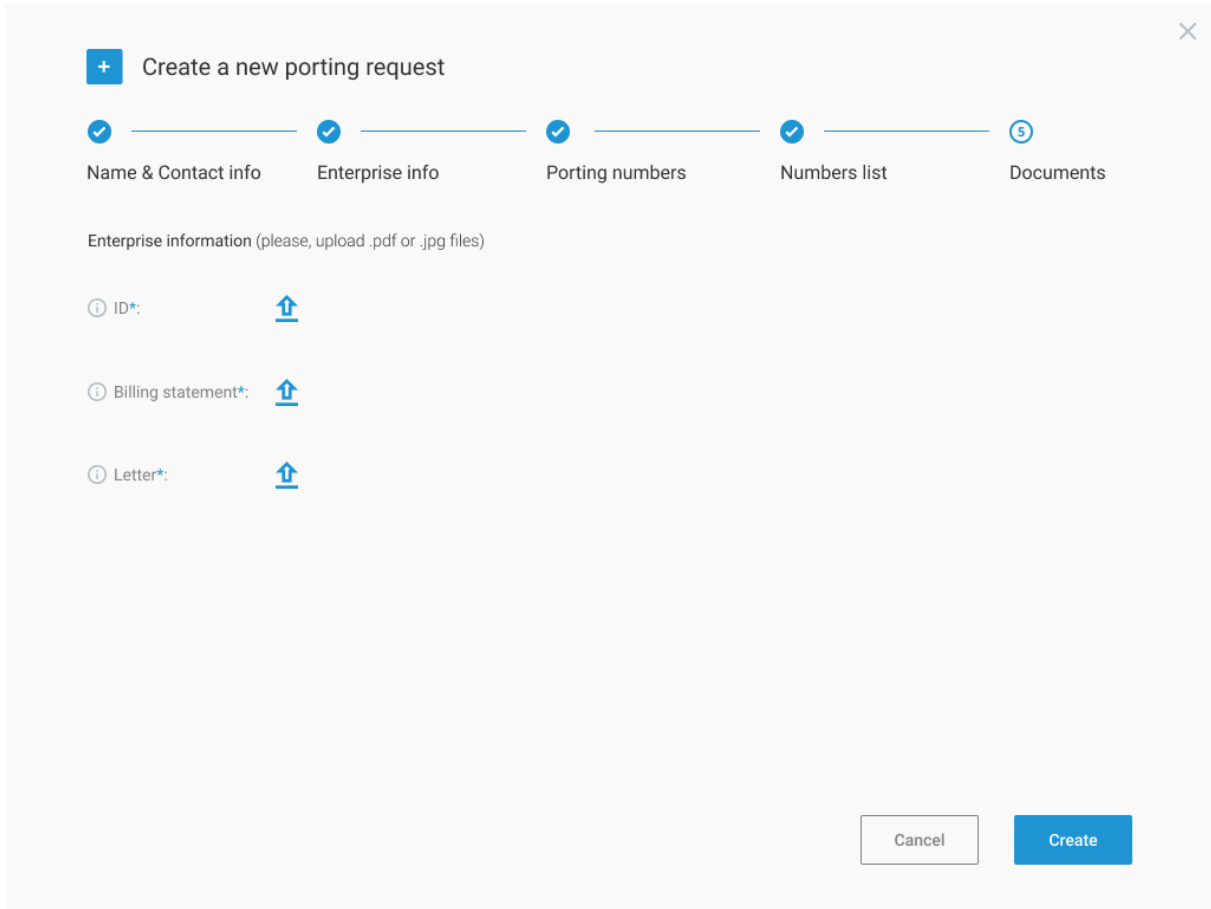 Create a new porting request
5
Name & Contact info
Enterprise info
Porting numbers
Numbers list
Documents
Enterprise information (please, upload .pdf or .jpg files)
ID*:
Billing statement*:
Letter*:
Cancel
Create